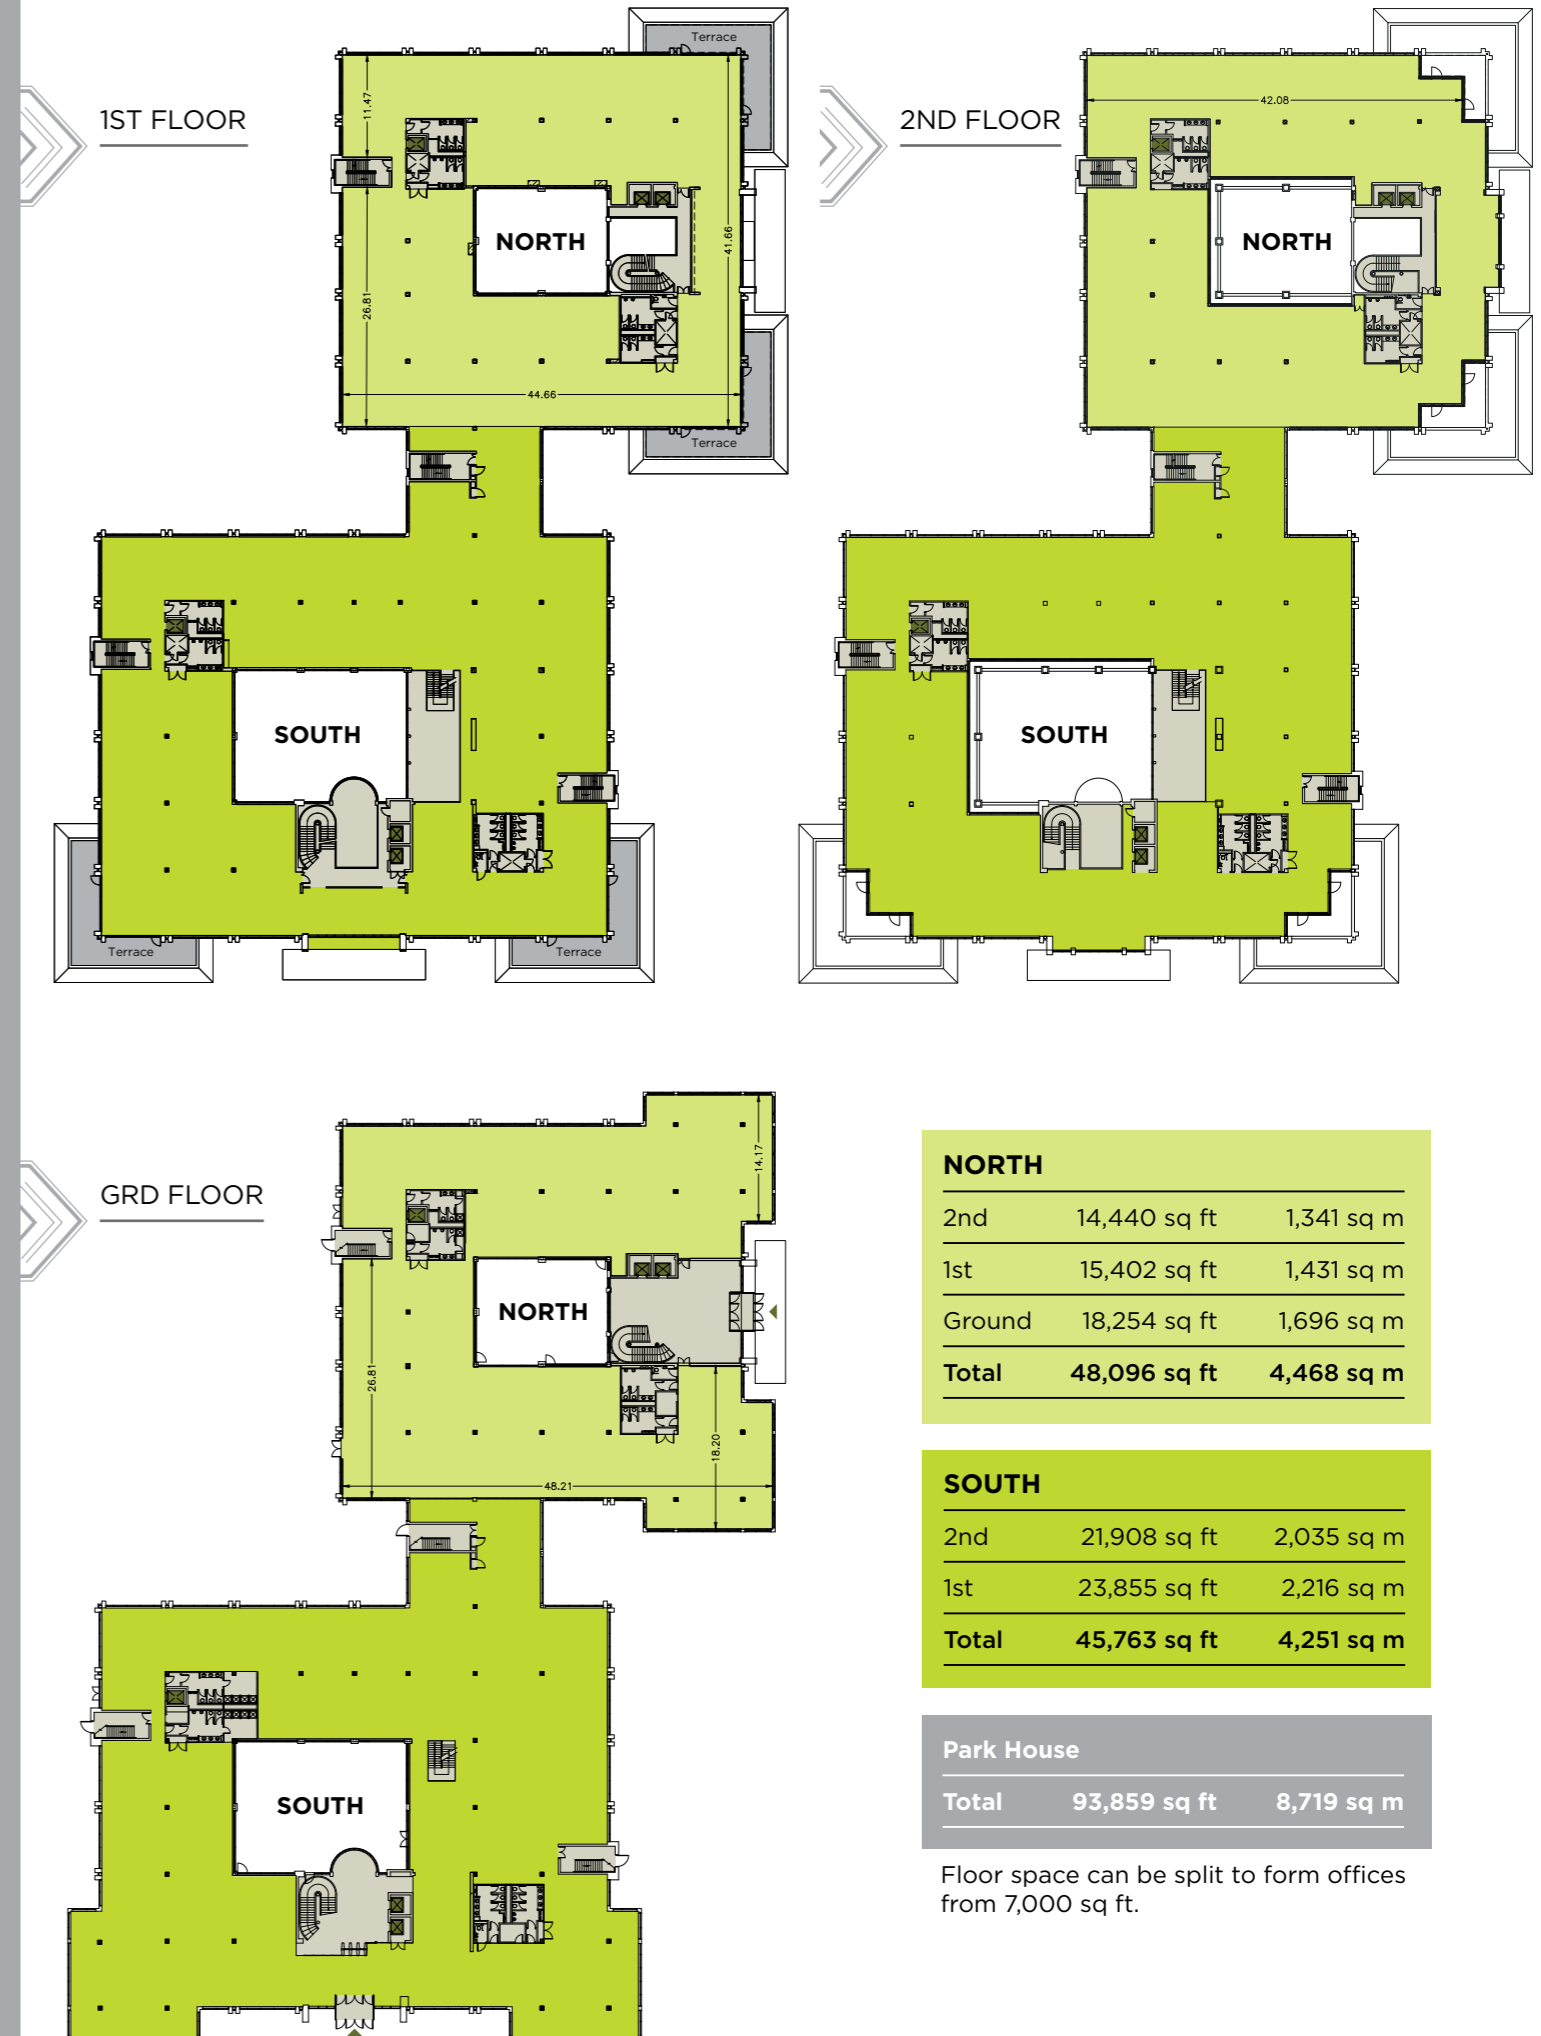 1ST FLOOR
Terrace
11.47
NORTH
41.66
26.81
44.66
Terrace
SOUTH
Terrace
Terrace
2ND FLOOR
42.08
NORTH
SOUTH
GRD FLOOR
14.17
NORTH
26.81
18.20
48.21
SOUTH
NORTH
2nd 14,440 sq ft 1,341 sq m
1st 15,402 sq ft 1,431 sq m
Ground 18,254 sq ft 1,696 sq m
Total 48,096 sq ft 4,468 sq m
SOUTH
2nd 21,908 sq ft 2,035 sq m
1st 23,855 sq ft 2,216 sq m
Total 45,763 sq ft 4,251 sq m
Park House
Total 93,859 sq ft 8,719 sq m
Floor space can be split to form offices
from 7,000 sq ft.